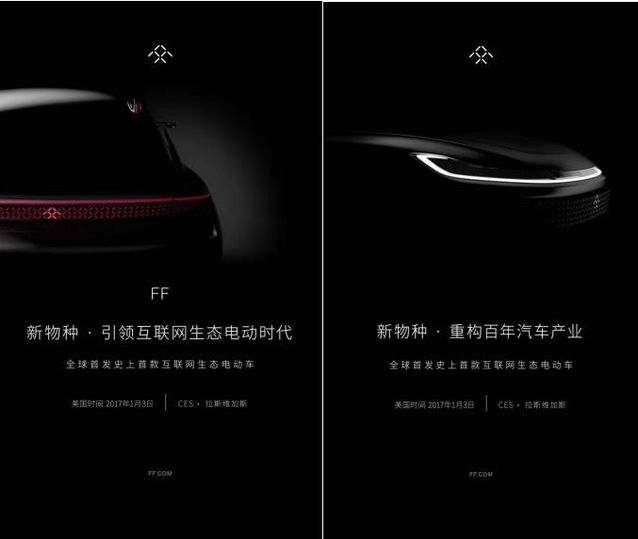 FF
新物种 · 引领互联网生态电动时代
全球首发史上首款互联网生态电动车
美国时间 2017年1月3日 | CES · 拉斯维加斯
FF.COM
新物种 · 重构百年汽车产业
全球首发史上首款互联网生态电动车
美国时间 2017年1月3日 | CES · 拉斯维加斯
FF.COM